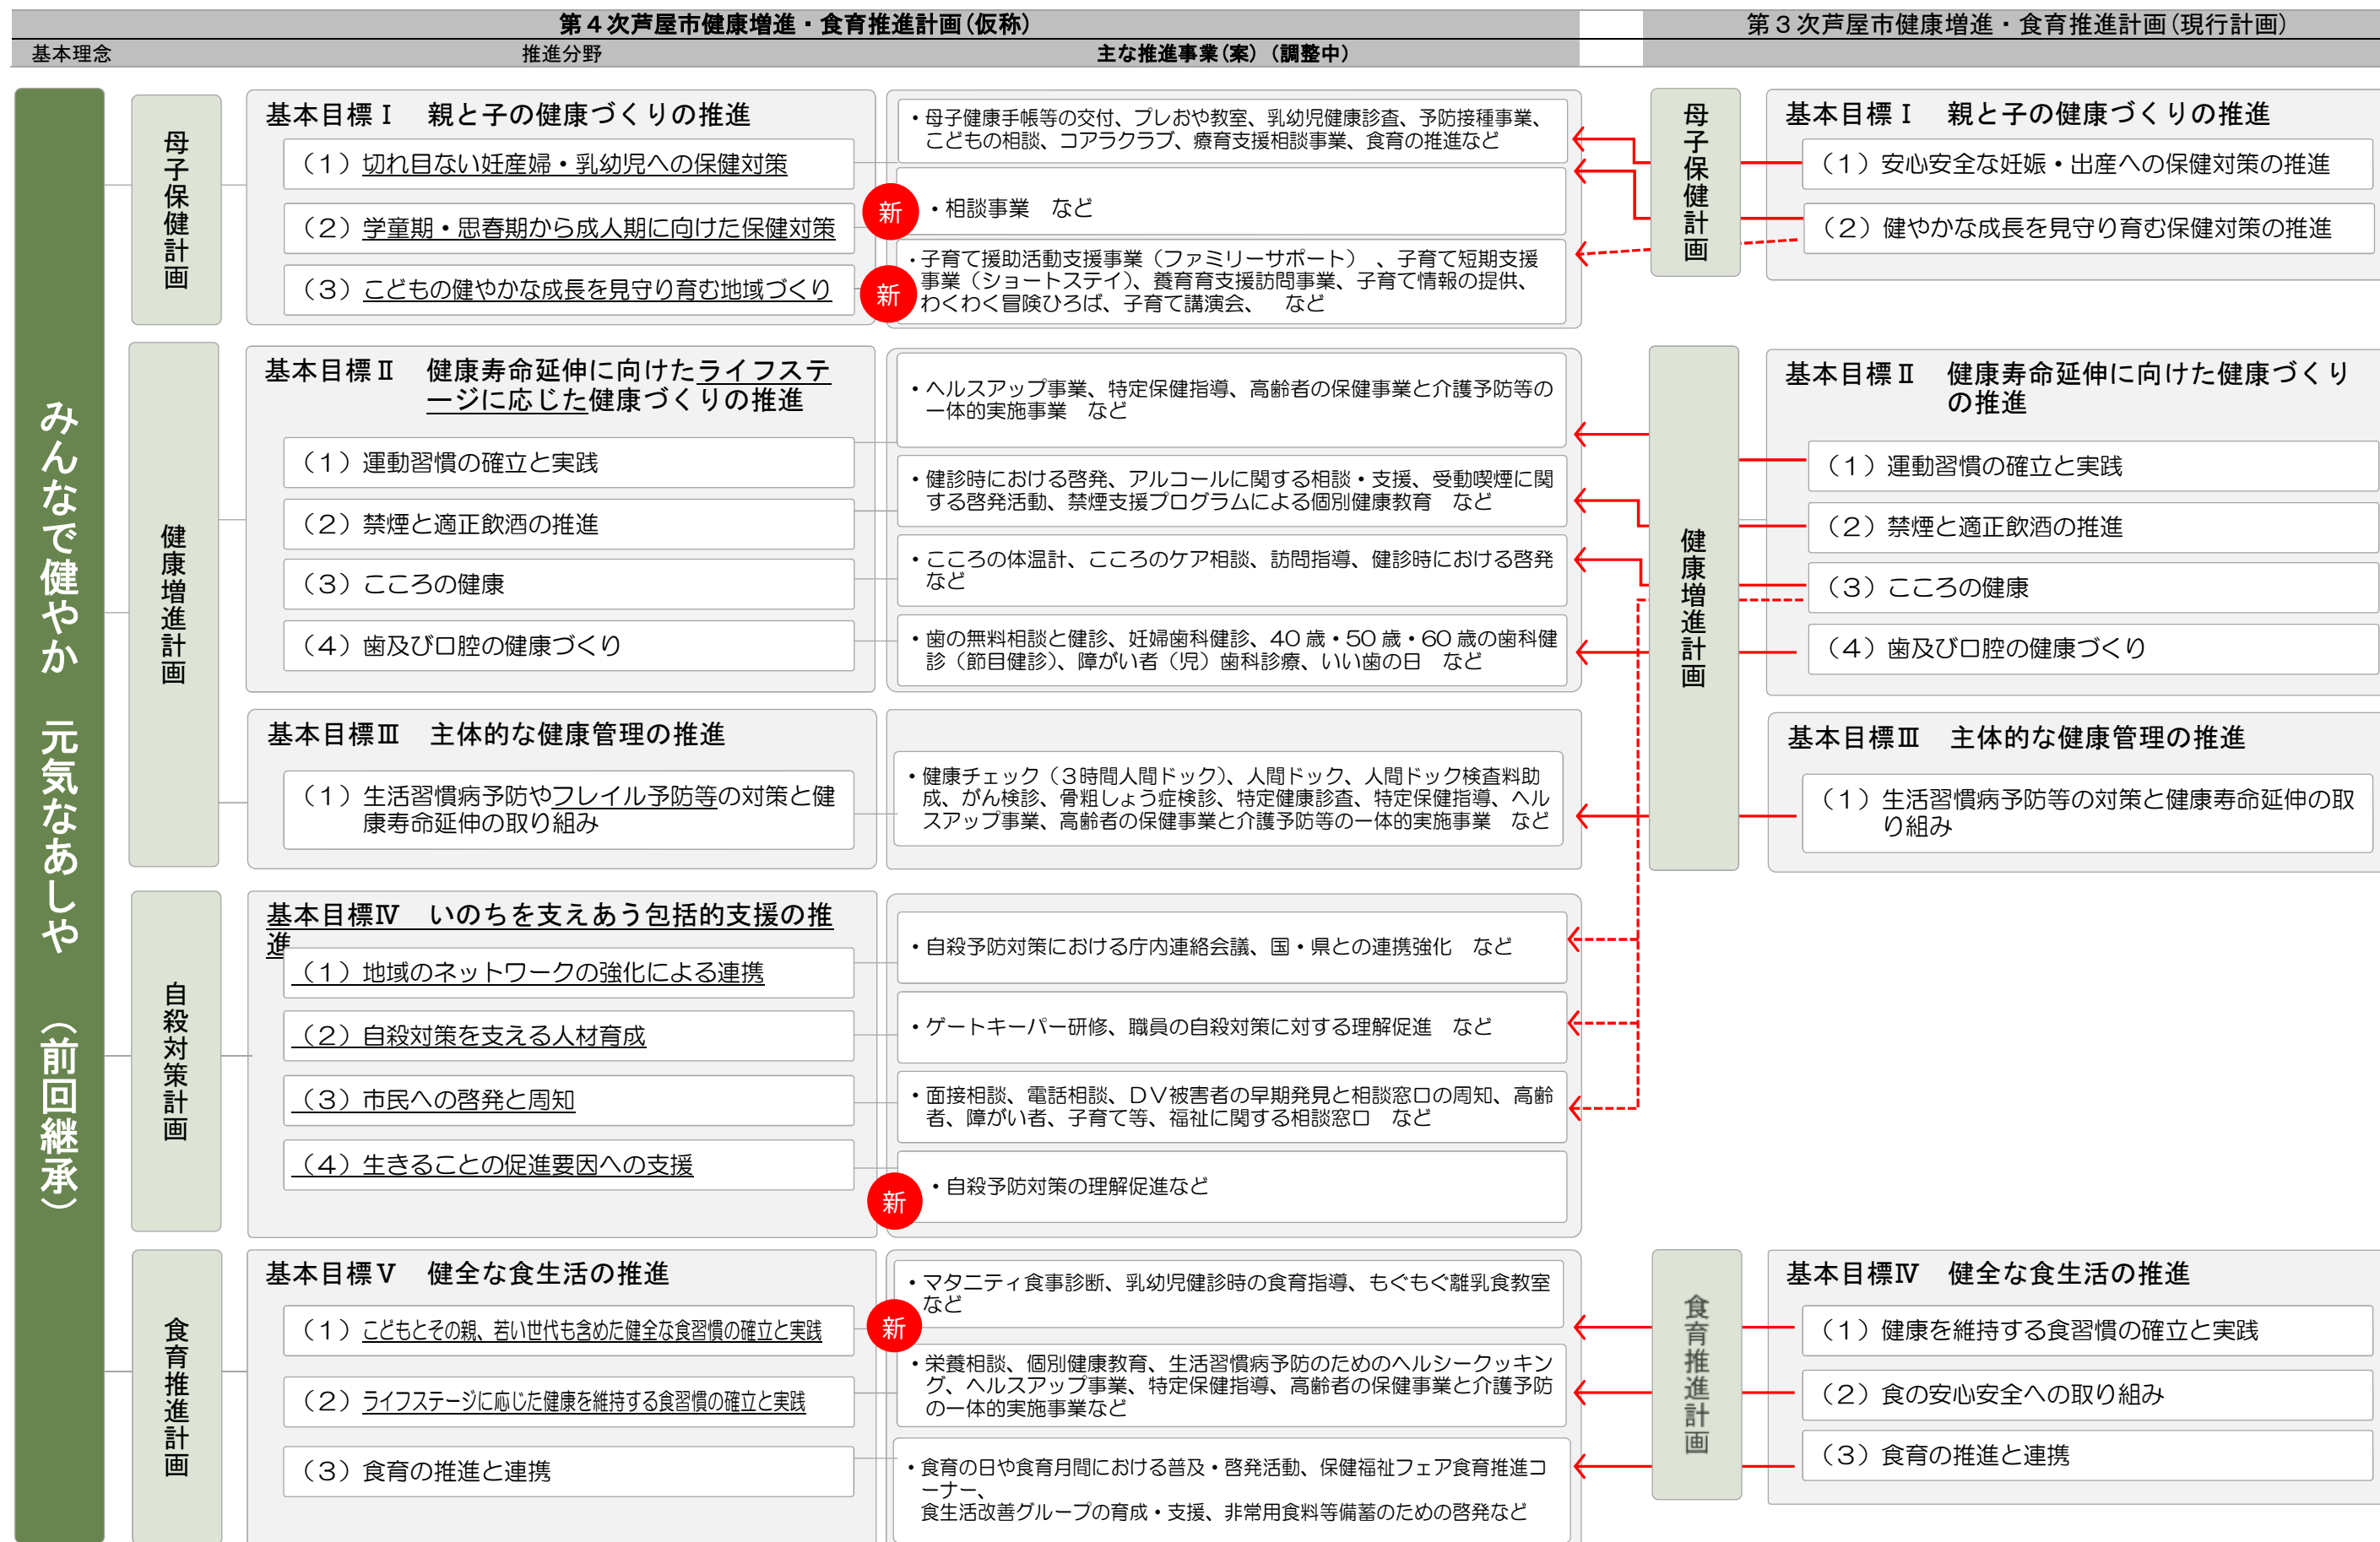 第４次芦屋市健康増進・食育推進計画(仮称)
基本理念
推進分野
主な推進事業(案)（調整中）
第３次芦屋市健康増進・食育推進計画(現行計画)
みんなで健やか　元気なあしや　（前回継承）
母子保健計画
基本目標Ⅰ　親と子の健康づくりの推進
（１）切れ目ない妊産婦・乳幼児への保健対策
（２）学童期・思春期から成人期に向けた保健対策
（３）こどもの健やかな成長を見守り育む地域づくり
・母子健康手帳等の交付、プレおや教室、乳幼児健康診査、予防接種事業、
こどもの相談、コアラクラブ、療育支援相談事業、食育の推進など
新
・相談事業　など
新
・子育て援助活動支援事業（ファミリーサポート）　、子育て短期支援
事業（ショートステイ）、養育育支援訪問事業、子育て情報の提供、
わくわく冒険ひろば、子育て講演会、　など
母子保健計画
基本目標Ⅰ　親と子の健康づくりの推進
（１）安心安全な妊娠・出産への保健対策の推進
（２）健やかな成長を見守り育む保健対策の推進
健康増進計画
基本目標Ⅱ　健康寿命延伸に向けたライフステ
ージに応じた健康づくりの推進
（１）運動習慣の確立と実践
（２）禁煙と適正飲酒の推進
（３）こころの健康
（４）歯及び口腔の健康づくり
・ヘルスアップ事業、特定保健指導、高齢者の保健事業と介護予防等の
一体的実施事業　など
・健診時における啓発、アルコールに関する相談・支援、受動喫煙に関
する啓発活動、禁煙支援プログラムによる個別健康教育　など
・こころの体温計、こころのケア相談、訪問指導、健診時における啓発
など
・歯の無料相談と健診、妊婦歯科健診、40 歳・50 歳・60 歳の歯科健
診（節目健診）、障がい者（児）歯科診療、いい歯の日　など
健康増進計画
基本目標Ⅱ　健康寿命延伸に向けた健康づくり
の推進
（１）運動習慣の確立と実践
（２）禁煙と適正飲酒の推進
（３）こころの健康
（４）歯及び口腔の健康づくり
基本目標Ⅲ　主体的な健康管理の推進
（１）生活習慣病予防やフレイル予防等の対策と健
康寿命延伸の取り組み
・健康チェック（３時間人間ドック）、人間ドック、人間ドック検査料助
成、がん検診、骨粗しょう症検診、特定健康診査、特定保健指導、ヘル
スアップ事業、高齢者の保健事業と介護予防等の一体的実施事業　など
基本目標Ⅲ　主体的な健康管理の推進
（１）生活習慣病予防等の対策と健康寿命延伸の取
り組み
自殺対策計画
基本目標Ⅳ　いのちを支えあう包括的支援の推
進
（１）地域のネットワークの強化による連携
（２）自殺対策を支える人材育成
（３）市民への啓発と周知
（４）生きることの促進要因への支援
・自殺予防対策における庁内連絡会議、国・県との連携強化　など
・ゲートキーパー研修、職員の自殺対策に対する理解促進　など
・面接相談、電話相談、ＤＶ被害者の早期発見と相談窓口の周知、高齢
者、障がい者、子育て等、福祉に関する相談窓口　など
新
・自殺予防対策の理解促進など
食育推進計画
基本目標Ⅴ　健全な食生活の推進
（１）こどもとその親、若い世代も含めた健全な食習慣の確立と実践
（２）ライフステージに応じた健康を維持する食習慣の確立と実践
（３）食育の推進と連携
新
・マタニティ食事診断、乳幼児健診時の食育指導、もぐもぐ離乳食教室
など
・栄養相談、個別健康教育、生活習慣病予防のためのヘルシークッキン
グ、ヘルスアップ事業、特定保健指導、高齢者の保健事業と介護予防
の一体的実施事業など
・食育の日や食育月間における普及・啓発活動、保健福祉フェア食育推進コ
ーナー、
食生活改善グループの育成・支援、非常用食料等備蓄のための啓発など
食育推進計画
基本目標Ⅳ　健全な食生活の推進
（１）健康を維持する食習慣の確立と実践
（２）食の安心安全への取り組み
（３）食育の推進と連携